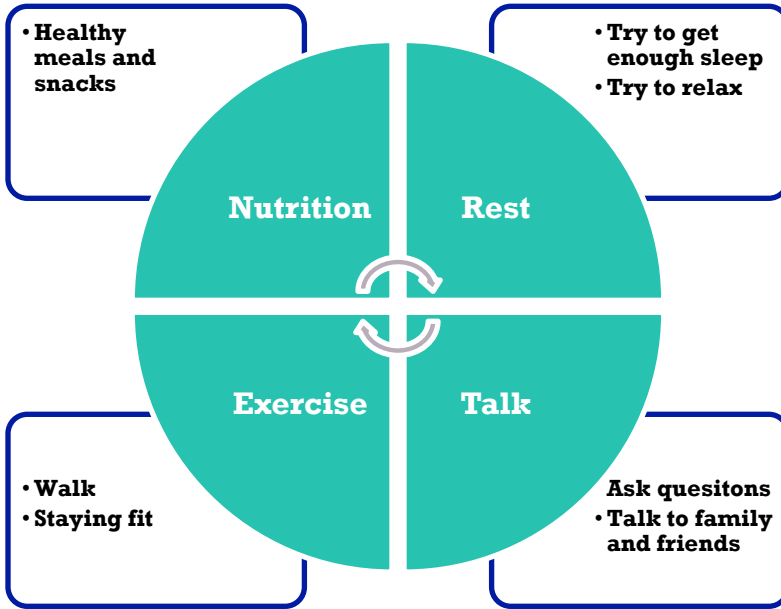 • Healthy
meals and
snacks
• Try to get
enough sleep
• Try to relax
Nutrition
Rest
Exercise
Talk
• Walk
• Staying fit
Ask quesitons
• Talk to family
and friends